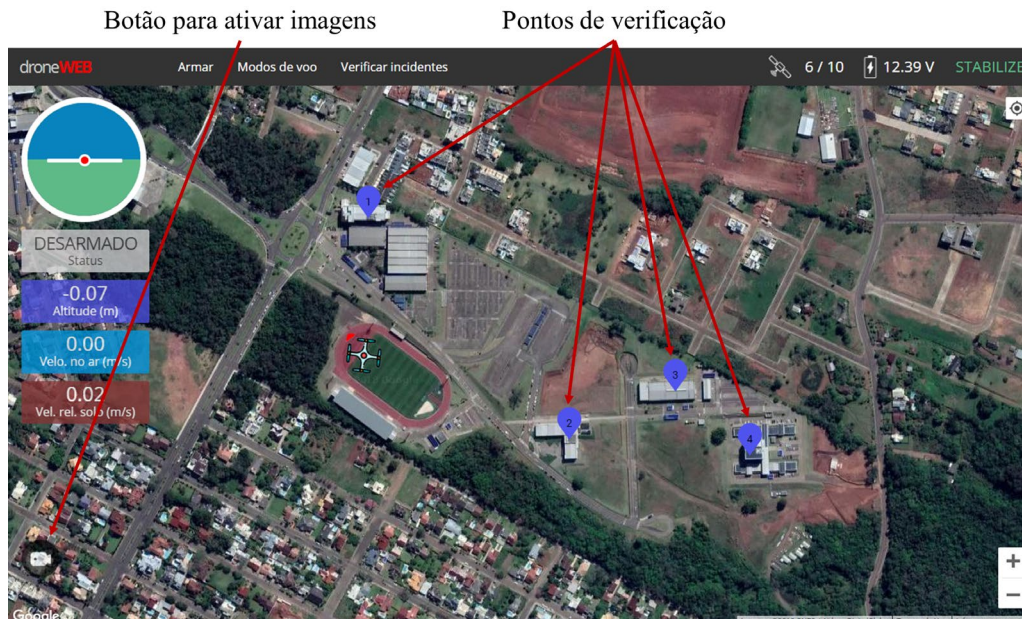 Botão para ativar imagens
Pontos de verificação
droneWEB Armar Modos de voo Verificar incidentes 6 / 10 12.39 V STABILIZE
1
DESARMADO
Status
-0.07
Altitude (m)
0.00
Velo. no ar (m/s)
0.02
Vel. rel. solo (m/s)
3
2
4
+
−
Google